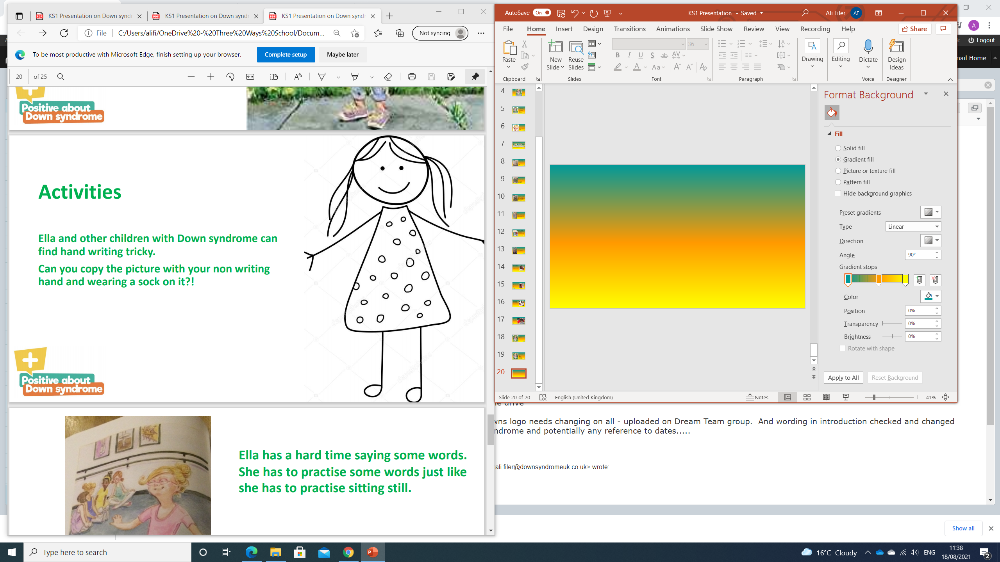 KS1 Presentation on Down syndr
KS1 Presentation on Down syndr
KS1 Presentation on Down syndr
File
C:/Users/alifi/OneDrive%20-%20Three%20Ways%20School/Docum...
Not syncing
To be most productive with Microsoft Edge, finish setting up your browser.
Complete setup
Maybe later
20
of 25
Positive about
Down syndrome
Activities
Ella and other children with Down syndrome can
find hand writing tricky.
Can you copy the picture with your non writing
hand and wearing a sock on it?!
Positive about
Down syndrome
Ella has a hard time saying some words.
She has to practise some words just like
she has to practise sitting still.
AutoSave
On
KS1 Presentation - Saved
Ali Filer
AF
File
Home
Insert
Design
Transitions
Animations
Slide Show
Review
View
Recording
Help
Share
Paste
New
Slide
Reuse
Slides
36
Drawing
Editing
Dictate
Design
Ideas
Clipboard
Slides
Font
Paragraph
Voice
Designer
4
5
6
7
8
9
10
11
12
13
14
15
16
17
18
19
20
Format Background
Fill
Solid fill
Gradient fill
Picture or texture fill
Pattern fill
Hide background graphics
Preset gradients
Type
Linear
Direction
Angle
90°
Gradient stops
Color
Position
0%
Transparency
0%
Brightness
0%
Rotate with shape
Apply to All
Reset Background
Slide 20 of 20
English (United Kingdom)
Notes
41%
A
Logout
mail Home
e drive
wns logo needs changing on all - uploaded on Dream Team group. And wording in introduction checked and changed
ndrome and potentially any reference to dates.....
ali.filer@downsyndromeuk.co.uk> wrote:
Show all
Type here to search
16°C Cloudy
ENG
11:38
18/08/2021
2